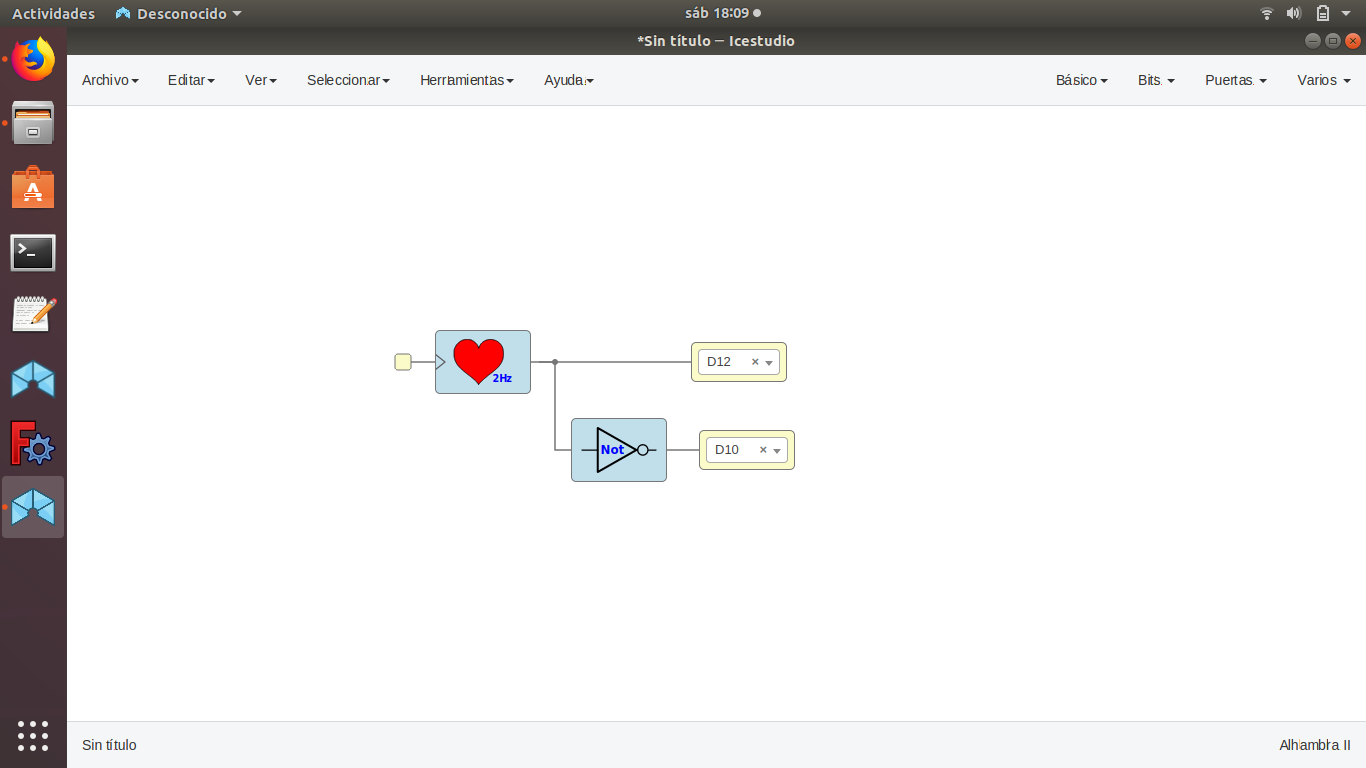 Actividades Desconocido sáb 18:09
*Sin título — Icestudio
Archivo Editar Ver Seleccionar Herramientas Ayuda Básico Bits Puertas Varios
2Hz
D12 ×
Not
D10 ×
Sin título Alhambra II